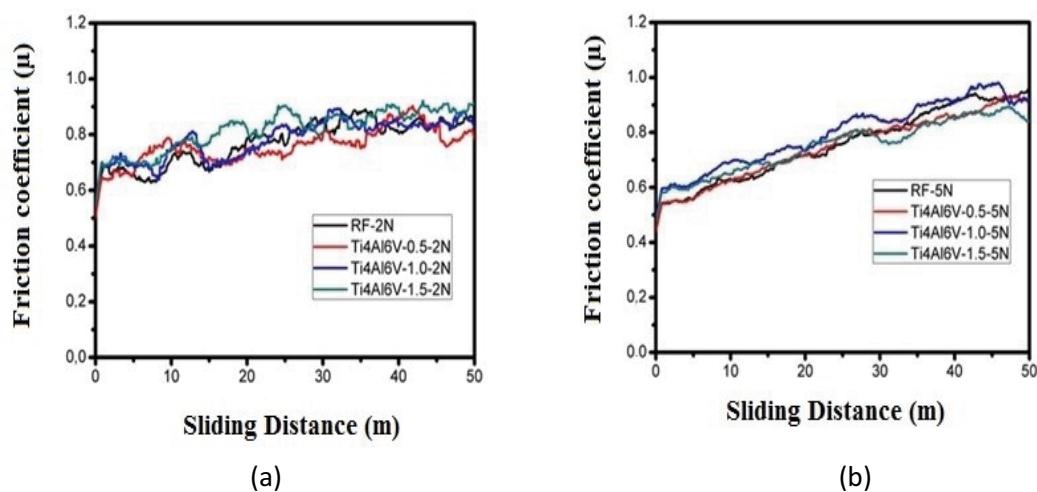 Friction coefficient (μ)
1.2
1.0
0.8
0.6
0.4
0.2
0,0
RF-2N
Ti4Al6V-0.5-2N
Ti4Al6V-1.0-2N
Ti4Al6V-1.5-2N
0 10 20 30 40 50
Sliding Distance (m)
(a)
Friction coefficient (μ)
1.2
1.0
0.8
0.6
0.4
0.2
0.0
RF-5N
Ti4Al6V-0.5-5N
Ti4Al6V-1.0-5N
Ti4Al6V-1.5-5N
0 10 20 30 40 50
Sliding Distance (m)
(b)